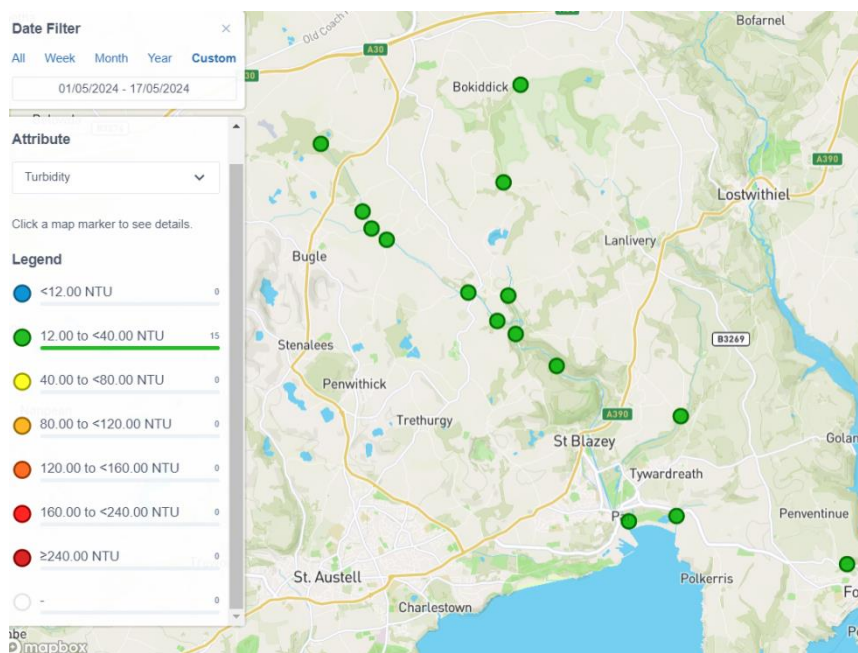 Date Filter ×
All Week Month Year Custom
01/05/2024 - 17/05/2024
Attribute
Turbidity
Click a map marker to see details.
Legend
<12.00 NTU 0
12.00 to <40.00 NTU 15
40.00 to <80.00 NTU 0
80.00 to <120.00 NTU 0
120.00 to <160.00 NTU 0
160.00 to <240.00 NTU 0
≥240.00 NTU 0
- 0
mapbox
Old Coach
A30
30
Bofarnel
Bokiddick
A390
Lostwithiel
Lanlivery
Bugle
B3269
Stenalees
Penwithick
Trethurgy
A390
St Blazey
Golan
Tywardreath
P
Penventinue
St. Austell
Polkerris
Charlestown
Fo